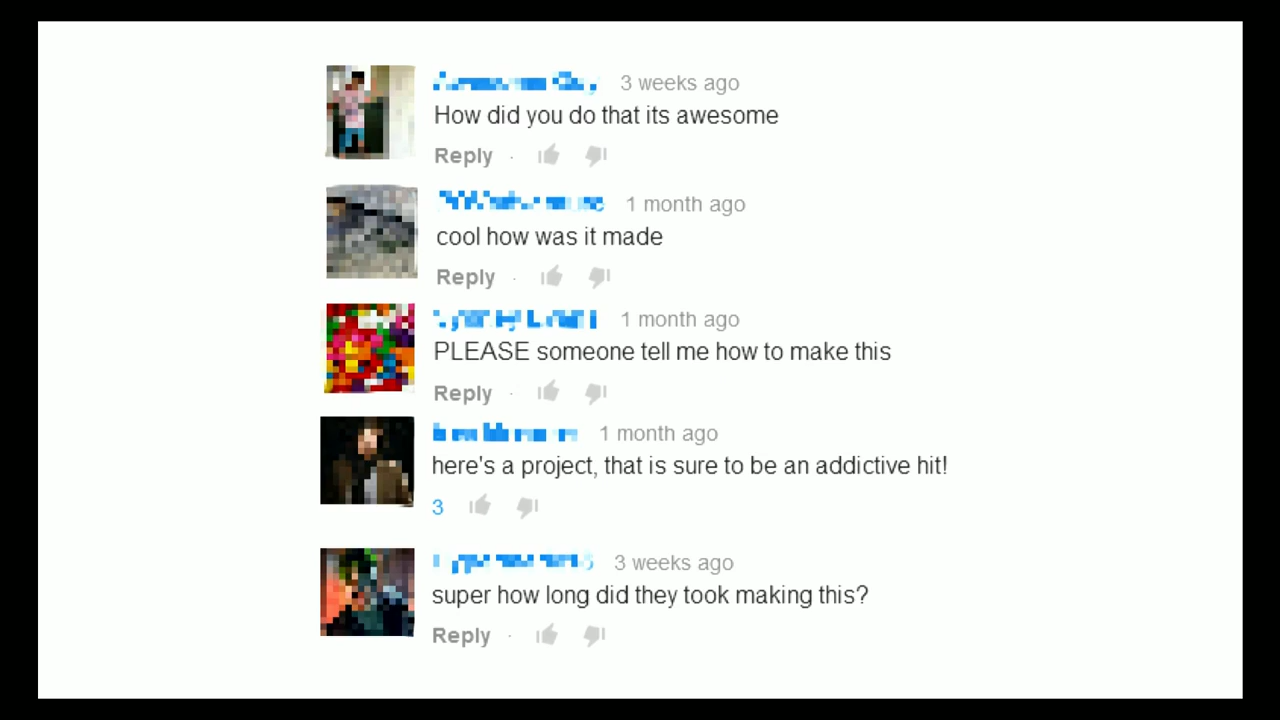 3 weeks ago
How did you do that its awesome
Reply
1 month ago
cool how was it made
Reply
1 month ago
PLEASE someone tell me how to make this
Reply
1 month ago
here's a project, that is sure to be an addictive hit!
3
3 weeks ago
super how long did they took making this?
Reply